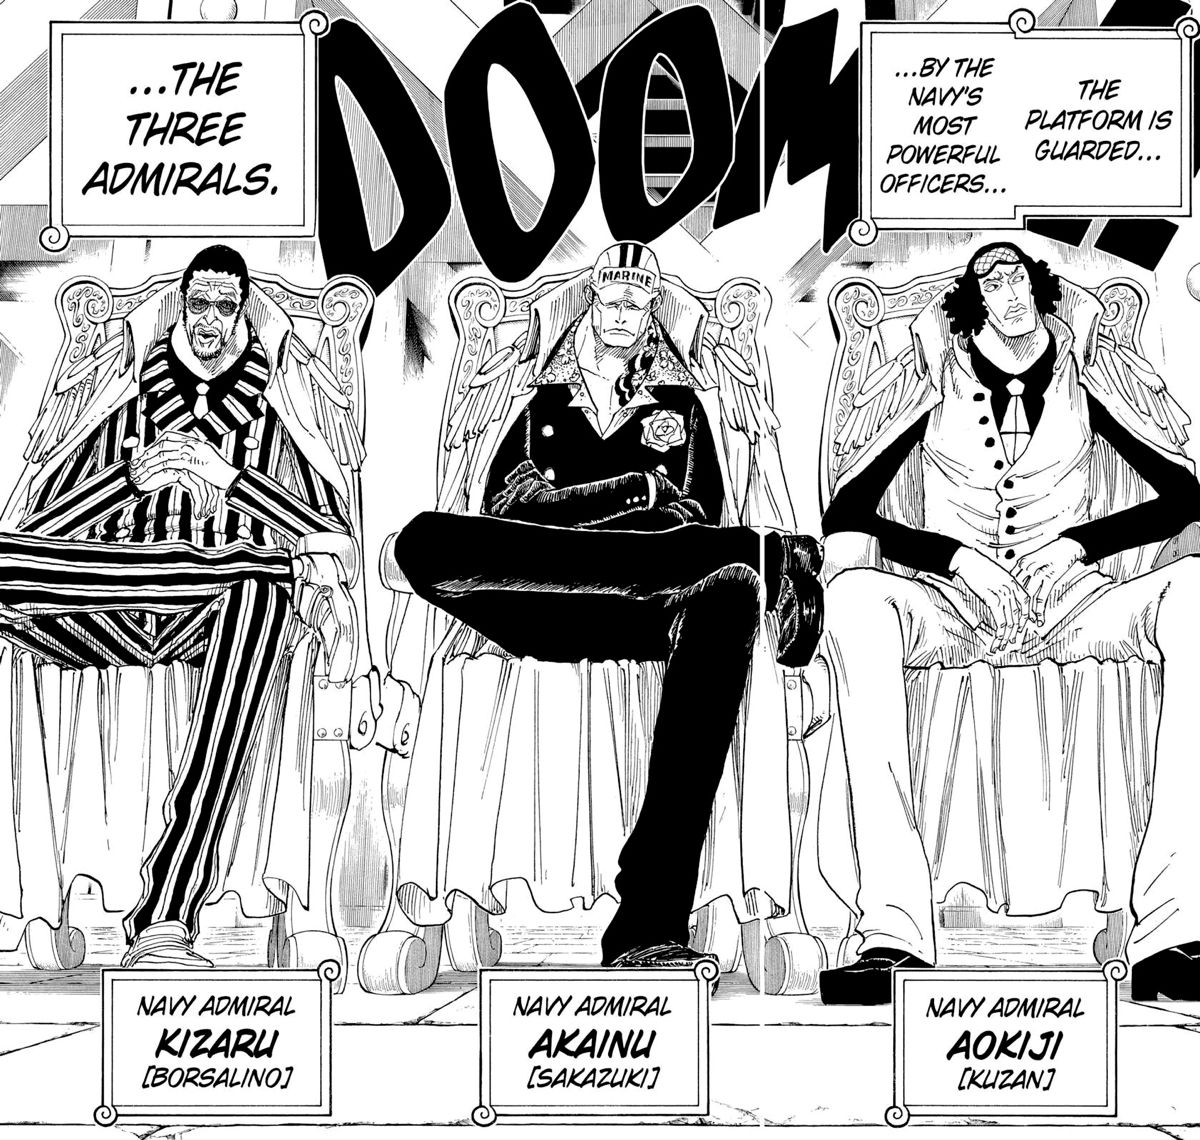 THE
PLATFORM IS
GUARDED...
...BY THE
NAVY'S
MOST
POWERFUL
OFFICERS...
...THE
THREE
ADMIRALS.
DOOM
MARINE
NAVY ADMIRAL
AOKIJI
[KUZAN]
NAVY ADMIRAL
AKAINU
[SAKAZUKI]
NAVY ADMIRAL
KIZARU
[BORSALINO]